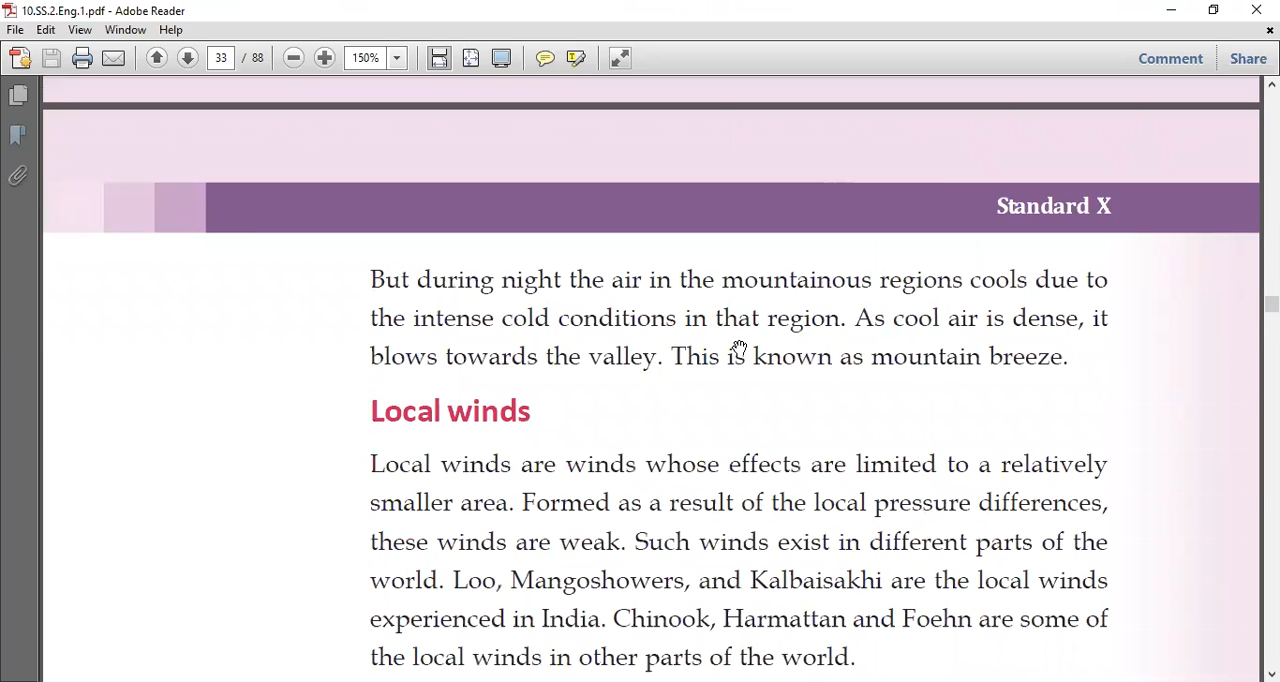 10.SS.2.Eng.1.pdf - Adobe Reader
File Edit View Window Help
33 / 88 150% Comment Share
Standard X
But during night the air in the mountainous regions cools due to
the intense cold conditions in that region. As cool air is dense, it
blows towards the valley. This is known as mountain breeze.
Local winds
Local winds are winds whose effects are limited to a relatively
smaller area. Formed as a result of the local pressure differences,
these winds are weak. Such winds exist in different parts of the
world. Loo, Mangoshowers, and Kalbaisakhi are the local winds
experienced in India. Chinook, Harmattan and Foehn are some of
the local winds in other parts of the world.